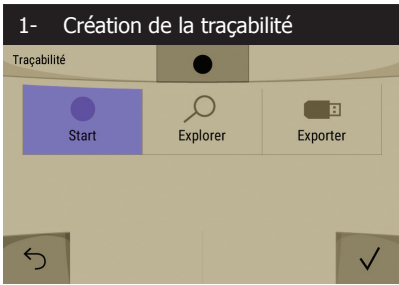 1- Création de la traçabilité
Traçabilité
Start Explorer Exporter